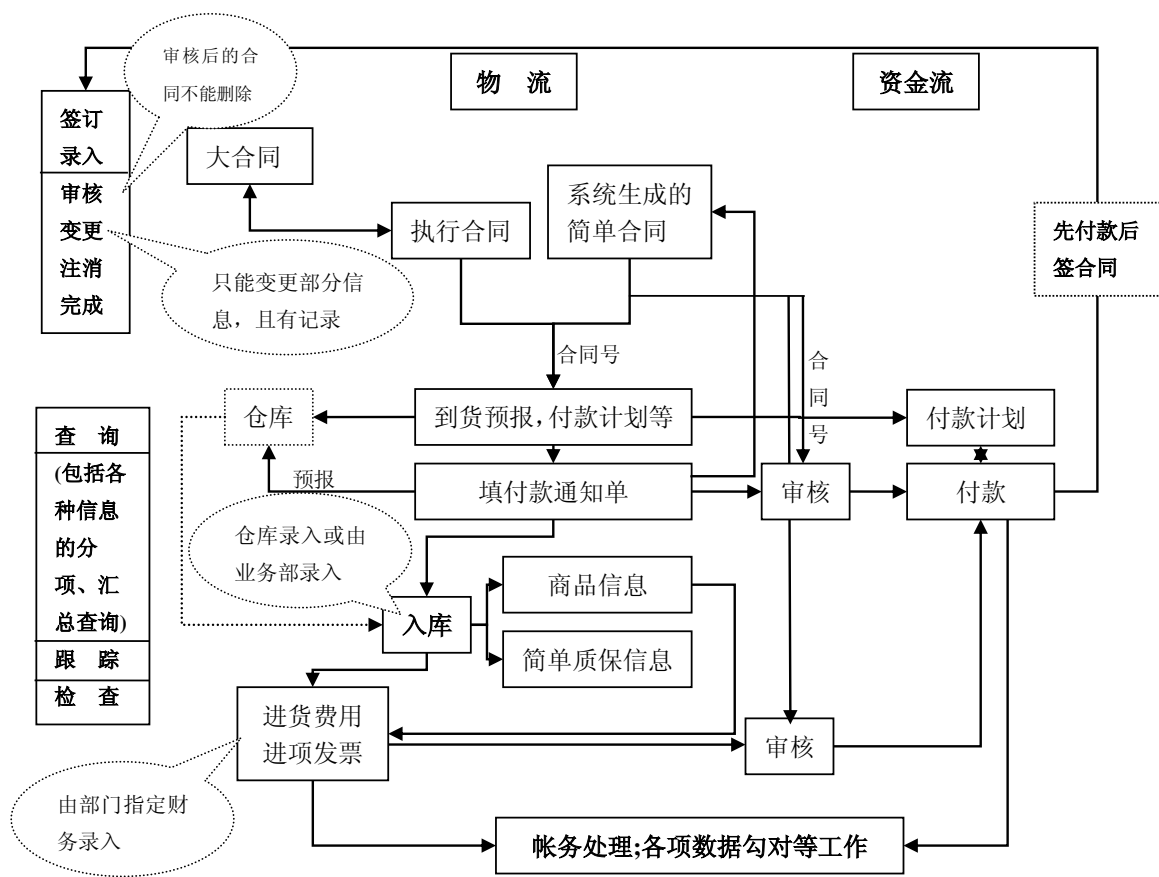 审核后的合
同不能删除
物 流
资金流
签订
录入
审核
变更
注消
完成
大合同
执行合同
系统生成的
简单合同
先付款后
签合同
只能变更部分信
息，且有记录
合同号
合
同
号
仓库
到货预报，付款计划等
付款计划
预报
填付款通知单
审核
付款
查 询
(包括各
种信息
的分
项、汇
总查询)
跟 踪
检 查
仓库录入或由
业务部录入
商品信息
入库
简单质保信息
进货费用
进项发票
审核
由部门指定财
务录入
帐务处理;各项数据勾对等工作